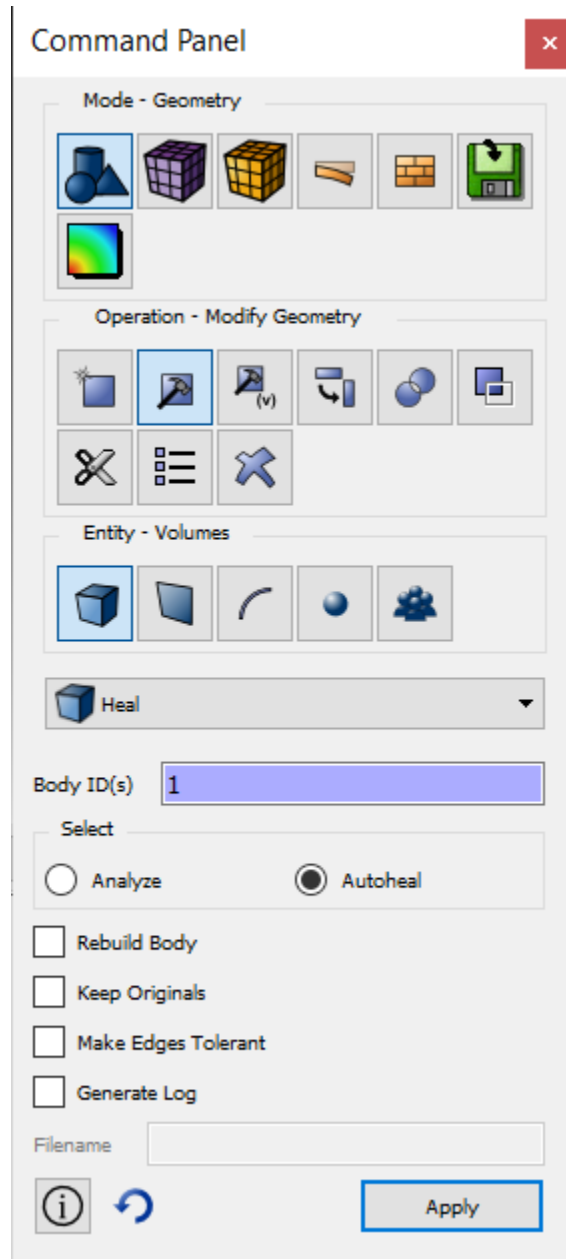 Command Panel
Mode - Geometry
Operation - Modify Geometry
(v)
Entity - Volumes
Heal
Body ID(s) 1
Select
Analyze Autoheal
Rebuild Body
Keep Originals
Make Edges Tolerant
Generate Log
Filename
Apply